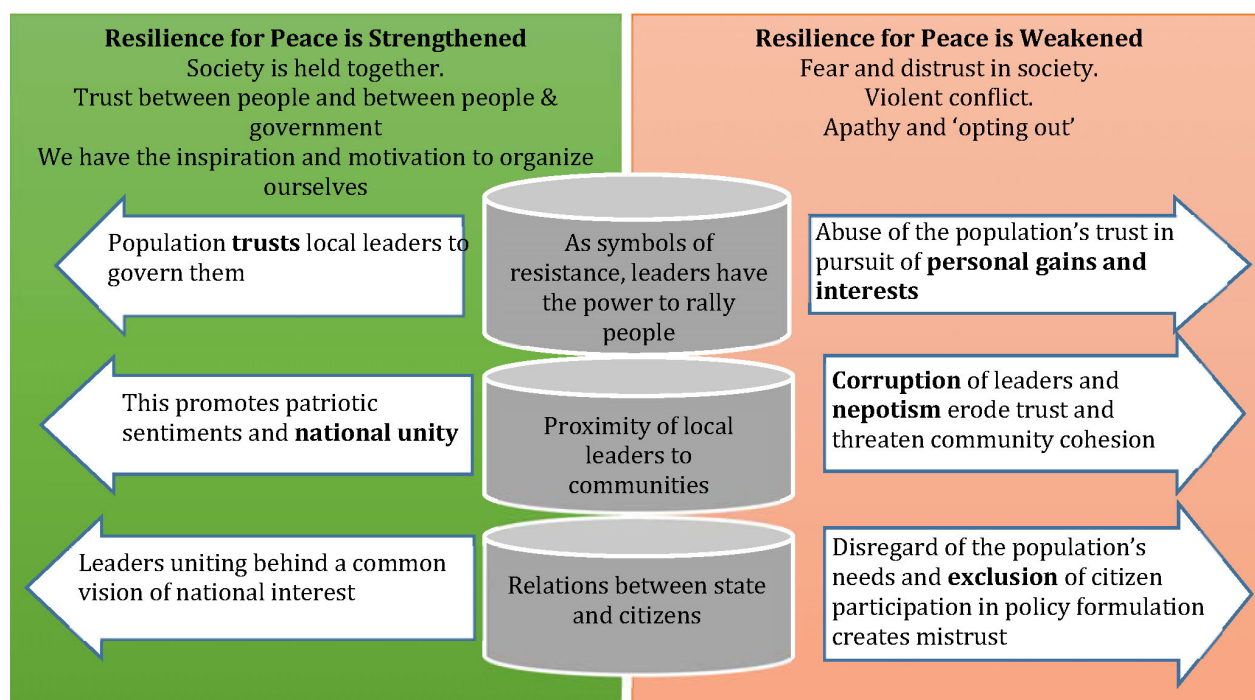 Resilience for Peace is Strengthened
Society is held together.
Trust between people and between people &
government
We have the inspiration and motivation to organize
ourselves
Resilience for Peace is Weakened
Fear and distrust in society.
Violent conflict.
Apathy and ‘opting out’
Population trusts local leaders to
govern them
As symbols of
resistance, leaders have
the power to rally
people
Abuse of the population’s trust in
pursuit of personal gains and
interests
This promotes patriotic
sentiments and national unity
Proximity of local
leaders to
communities
Corruption of leaders and
nepotism erode trust and
threaten community cohesion
Leaders uniting behind a common
vision of national interest
Relations between state
and citizens
Disregard of the population’s
needs and exclusion of citizen
participation in policy formulation
creates mistrust